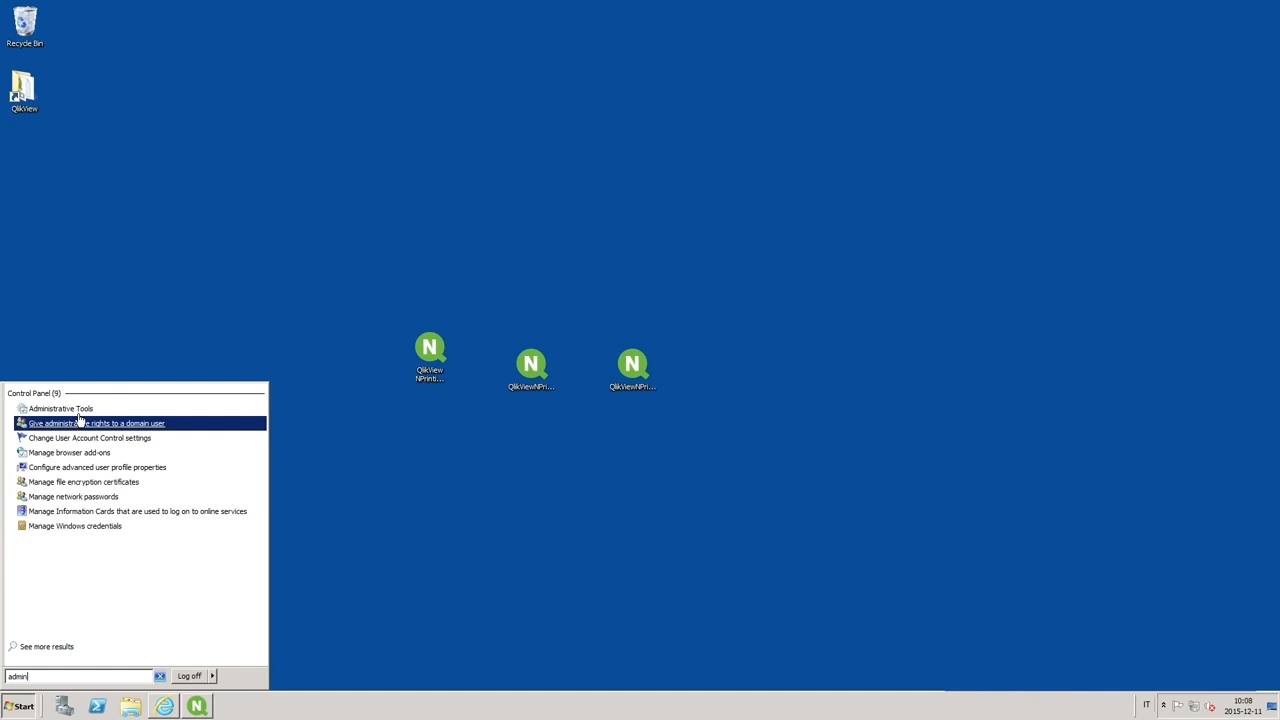 Recycle Bin
QlikView
QlikView
NPrinti...
QlikViewNPri...
QlikViewNPri...
Control Panel (9)
Administrative Tools
Give administrative rights to a domain user
Change User Account Control settings
Manage browser add-ons
Configure advanced user profile properties
Manage file encryption certificates
Manage network passwords
Manage Information Cards that are used to log on to online services
Manage Windows credentials
See more results
admin
Log off
Start
IT
10:08
2015-12-11